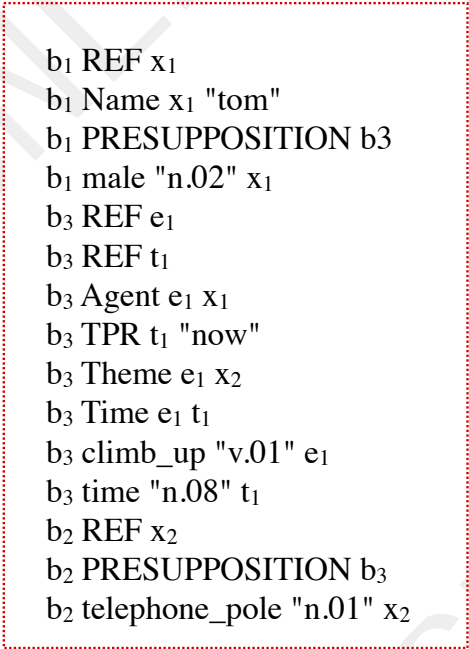 b₁ REF x₁
b₁ Name x₁ "tom"
b₁ PRESUPPOSITION b3
b₁ male "n.02" x₁
b₃ REF e₁
b₃ REF t₁
b₃ Agent e₁ x₁
b₃ TPR t₁ "now"
b₃ Theme e₁ x₂
b₃ Time e₁ t₁
b₃ climb_up "v.01" e₁
b₃ time "n.08" t₁
b₂ REF x₂
b₂ PRESUPPOSITION b₃
b₂ telephone_pole "n.01" x₂